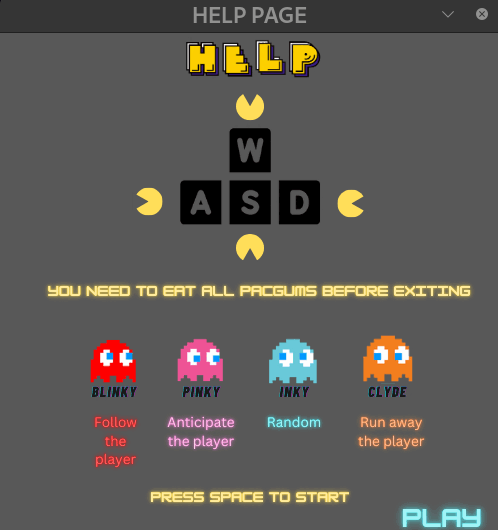 HELP PAGE
HELP
W
A S D
YOU NEED TO EAT ALL PACGUMS BEFORE EXITING
BLINKY PINKY INKY CLYDE
Follow Anticipate Random Run away
the the player the player
player
PRESS SPACE TO START
PLAY